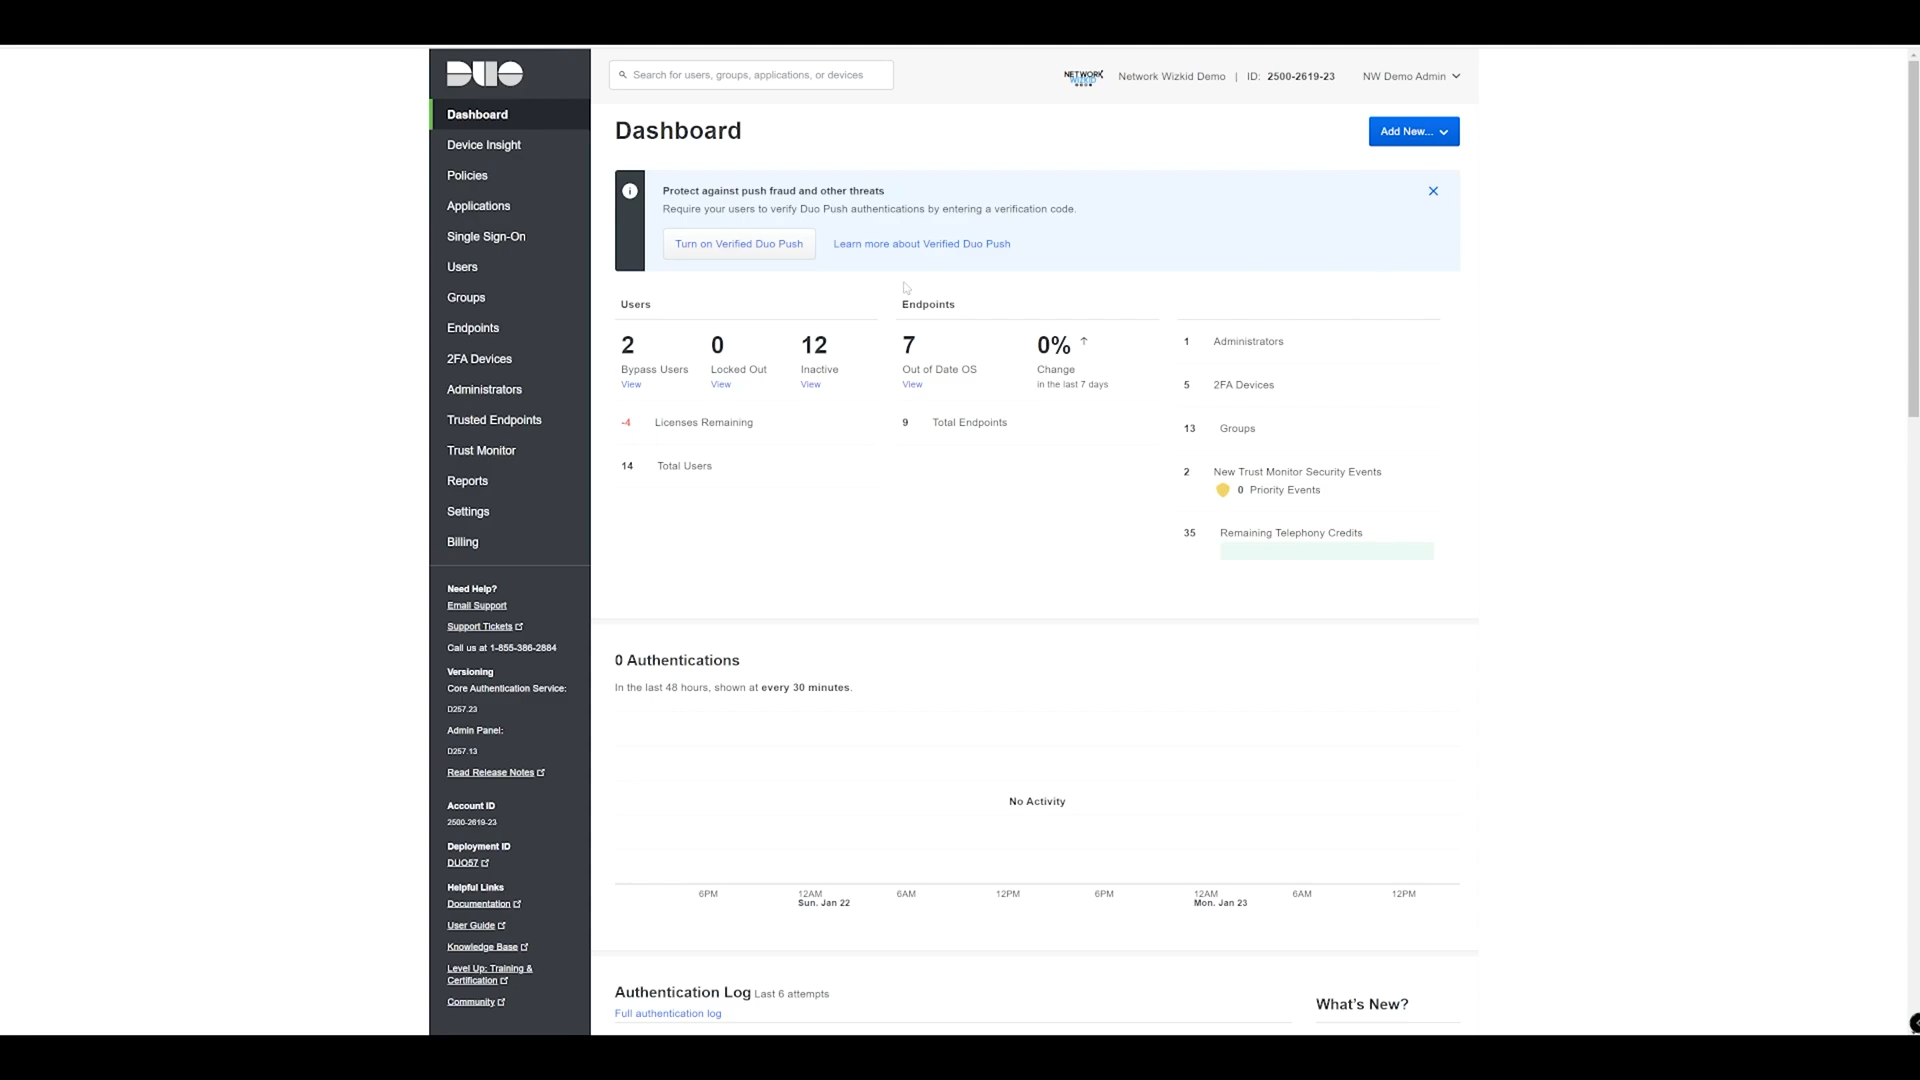 DUO
Search for users, groups, applications, or devices
NETWORK
WIZKID
Network Wizkid Demo | ID: 2500-2619-23
NW Demo Admin
Dashboard
Device Insight
Policies
Applications
Single Sign-On
Users
Groups
Endpoints
2FA Devices
Administrators
Trusted Endpoints
Trust Monitor
Reports
Settings
Billing
Need Help?
Email Support
Support Tickets
Call us at 1-855-386-2884
Versioning
Core Authentication Service:
D257.23
Admin Panel:
D257.13
Read Release Notes
Account ID
2500-2619-23
Deployment ID
DUO57
Helpful Links
Documentation
User Guide
Knowledge Base
Level Up: Training &
Certification
Community
Dashboard
Add New...
Protect against push fraud and other threats
Require your users to verify Duo Push authentications by entering a verification code.
Turn on Verified Duo Push
Learn more about Verified Duo Push
Users
2
Bypass Users
View
0
Locked Out
View
12
Inactive
View
-4 Licenses Remaining
14 Total Users
Endpoints
7
Out of Date OS
View
0%
Change
in the last 7 days
9 Total Endpoints
1 Administrators
5 2FA Devices
13 Groups
2 New Trust Monitor Security Events
0 Priority Events
35 Remaining Telephony Credits
0 Authentications
In the last 48 hours, shown at every 30 minutes.
No Activity
6PM 12AM 6AM 12PM 6PM 12AM 6AM 12PM
Sun. Jan 22 Mon. Jan 23
Authentication Log Last 6 attempts
Full authentication log
What's New?